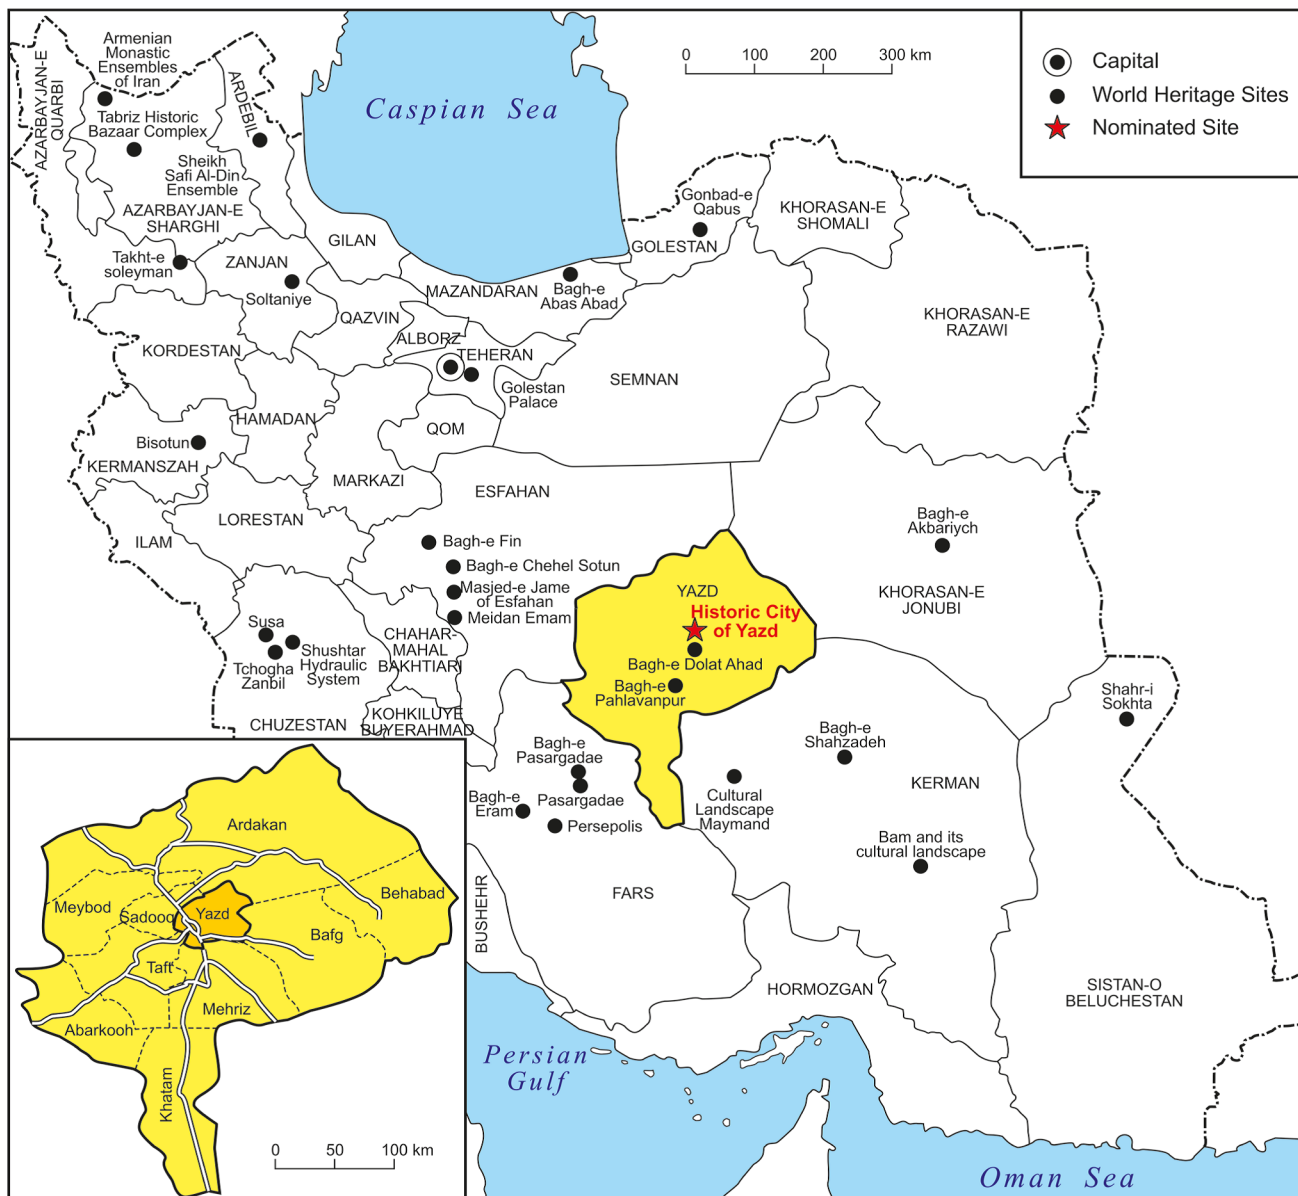 Armenian
Monastic
Ensembles
of Iran
AZARBAYJAN-E
QUARBI
Tabriz Historic
Bazaar Complex
ARDEBIL
Sheikh
Safi Al-Din
Ensemble
AZARBAYJAN-E
SHARGHI
Caspian Sea
0 100 200 300 km
Capital
World Heritage Sites
Nominated Site
Gonbad-e
Qabus
GOLESTAN
KHORASAN-E
SHOMALI
KHORASAN-E
RAZAWI
Takht-e
soleyman
ZANJAN
Soltaniye
GILAN
MAZANDARAN
Bagh-e
Abas Abad
QAZVIN
ALBORZ
TEHERAN
Golestan
Palace
SEMNAN
KORDESTAN
HAMADAN
QOM
Bisotun
KERMANSZAH
MARKAZI
ESFAHAN
LORESTAN
ILAM
Bagh-e Fin
Bagh-e Chehel Sotun
Masjed-e Jame
of Esfahan
Meidan Emam
Bagh-e
Akbariych
KHORASAN-E
JONUBI
YAZD
Historic City
of Yazd
Bagh-e Dolat Ahad
Bagh-e
Pahlavanpur
Susa
Shushtar
Hydraulic
System
Tchogha
Zanbil
CHAHAR-
MAHAL
BAKHTIARI
CHUZESTAN
KOHKILUYE
BUYERAHMAD
Shahr-i
Sokhta
Bagh-e
Pasargadae
Pasargadae
Bagh-e
Eram
Persepolis
Bagh-e
Shahzadeh
Cultural
Landscape
Maymand
KERMAN
Bam and its
cultural landscape
FARS
BUSHEHR
HORMOZGAN
SISTAN-O
BELUCHESTAN
Persian
Gulf
Oman Sea
Ardakan
Behabad
Meybod
Sadooq
Yazd
Bafg
Taft
Mehriz
Abarkooh
Khatam
0 50 100 km